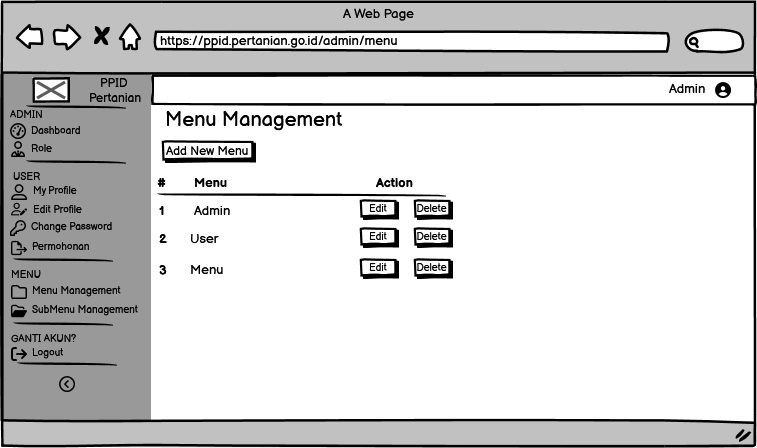 A Web Page
https://ppid.pertanian.go.id/admin/menu
PPID
Pertanian
Admin
ADMIN
Dashboard
Role
USER
My Profile
Edit Profile
Change Password
Permohonan
MENU
Menu Management
SubMenu Management
GANTI AKUN?
Logout
Menu Management
Add New Menu
# Menu Action
1 Admin Edit Delete
2 User Edit Delete
3 Menu Edit Delete